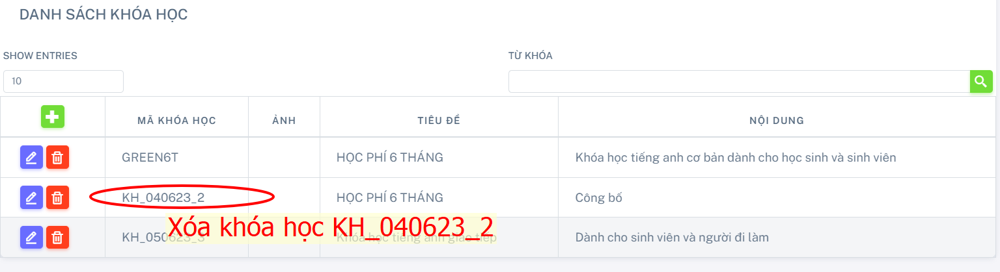 DANH SÁCH KHÓA HỌC
SHOW ENTRIES
TỪ KHÓA
10
MÃ KHÓA HỌC ẢNH TIÊU ĐỀ NỘI DUNG
GREEN6T HỌC PHÍ 6 THÁNG Khóa học tiếng anh cơ bản dành cho học sinh và sinh viên
KH_040623_2 HỌC PHÍ 6 THÁNG Công bố
Xóa khóa học KH_040623_2
KH_050623_3 Khóa học tiếng anh giao tiếp Dành cho sinh viên và người đi làm